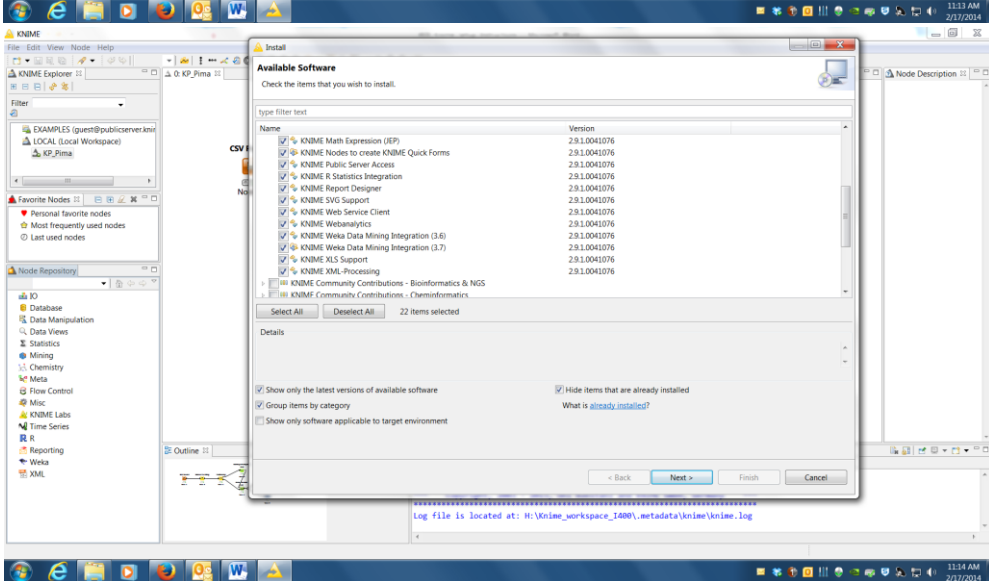 11:13 AM
2/17/2014
KNIME
File Edit View Node Help
KNIME Explorer
Filter
EXAMPLES (guest@publicserver.knir
LOCAL (Local Workspace)
KP_Pima
Favorite Nodes
Personal favorite nodes
Most frequently used nodes
Last used nodes
Node Repository
IO
Database
Data Manipulation
Data Views
Statistics
Mining
Chemistry
Meta
Flow Control
Misc
KNIME Labs
Time Series
R
Reporting
Weka
XML
0: KP_Pima
CSV
Outline
Install
Available Software
Check the items that you wish to install.
type filter text
Name Version
KNIME Math Expression (JEP) 2.9.1.0041076
KNIME Nodes to create KNIME Quick Forms 2.9.1.0041076
KNIME Public Server Access 2.9.1.0041076
KNIME R Statistics Integration 2.9.1.0041076
KNIME Report Designer 2.9.1.0041076
KNIME SVG Support 2.9.1.0041076
KNIME Web Service Client 2.9.1.0041076
KNIME Webanalytics 2.9.1.0041076
KNIME Weka Data Mining Integration (3.6) 2.9.1.0041076
KNIME Weka Data Mining Integration (3.7) 2.9.1.0041076
KNIME XLS Support 2.9.1.0041076
KNIME XML-Processing 2.9.1.0041076
KNIME Community Contributions - Bioinformatics & NGS
KNIME Community Contributions - Cheminformatics
Select All Deselect All 22 items selected
Details
Show only the latest versions of available software Hide items that are already installed
Group items by category What is already installed?
Show only software applicable to target environment
< Back Next > Finish Cancel
Node Description
Log file is located at: H:\Knime_workspace_I400\.metadata\knime\knime.log
11:14 AM
2/17/2014